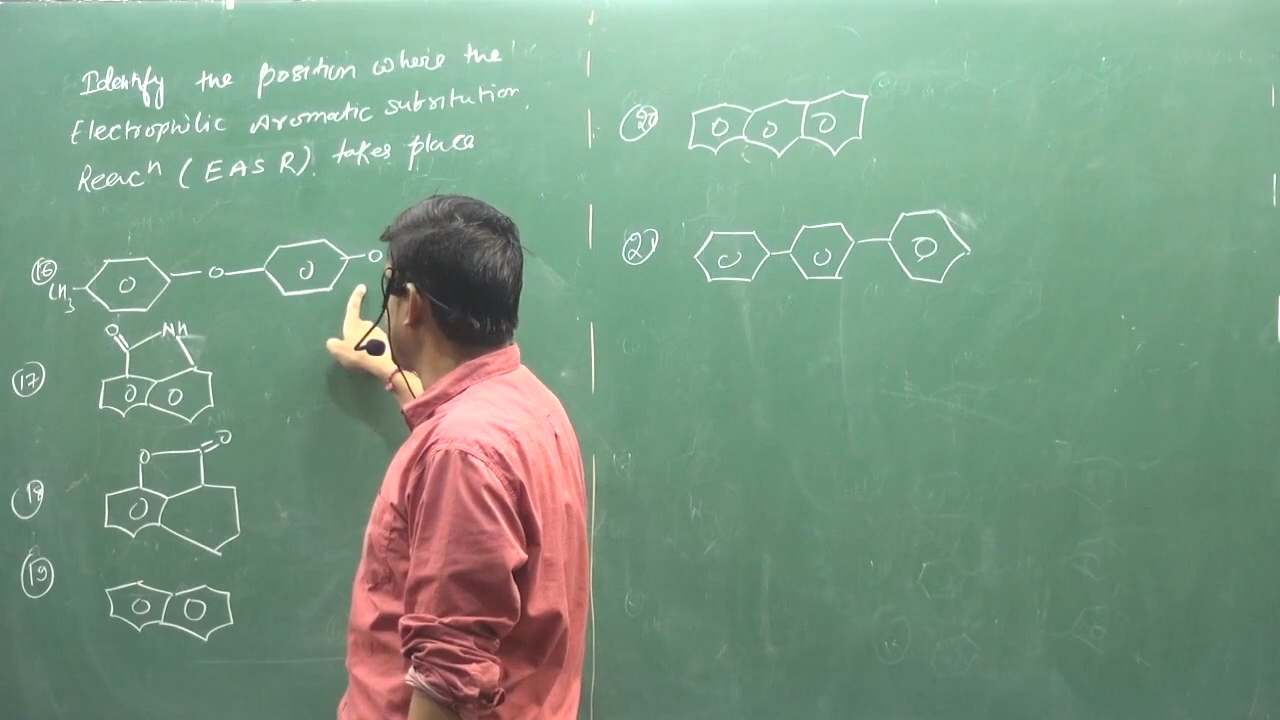 Identify the position where the
Electrophilic Aromatic subsitution.
Reacn (EASR). takes place
16
CH3 O O
O NH
17
O O
18
19
20
21